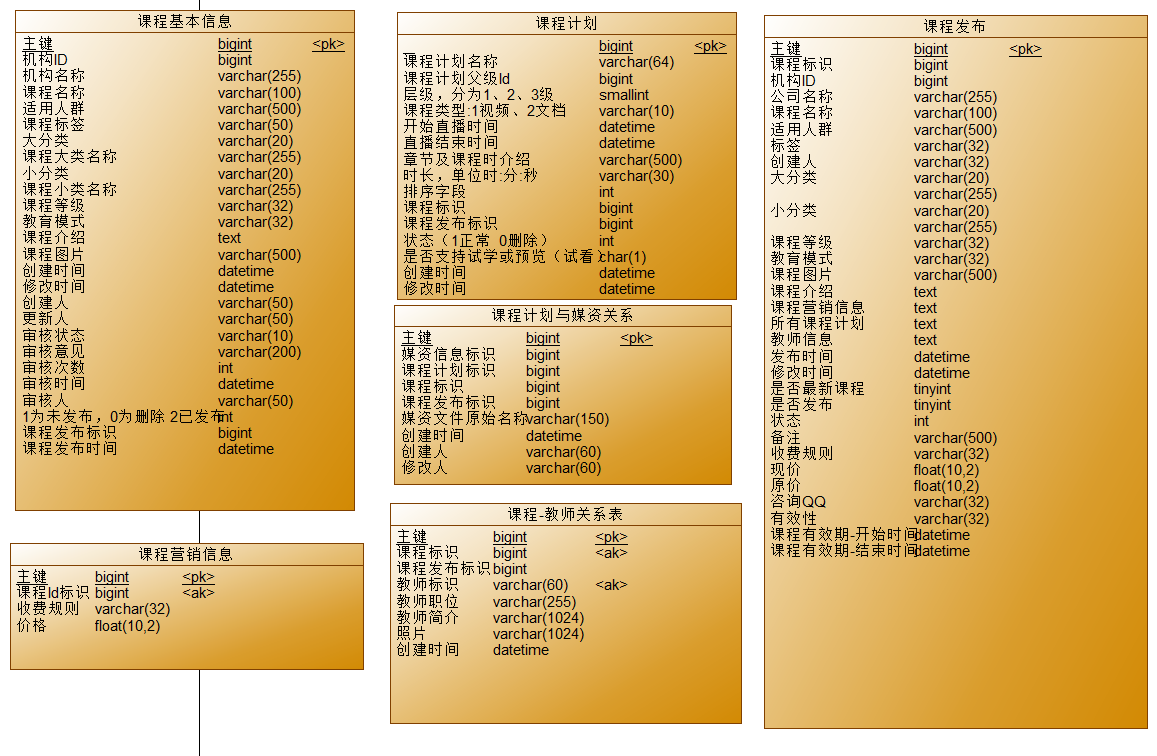 课程基本信息
主键 bigint <pk>
机构ID bigint
机构名称 varchar(255)
课程名称 varchar(100)
适用人群 varchar(500)
课程标签 varchar(50)
大分类 varchar(20)
课程大类名称 varchar(255)
小分类 varchar(20)
课程小类名称 varchar(255)
课程等级 varchar(32)
教育模式 varchar(32)
课程介绍 text
课程图片 varchar(500)
创建时间 datetime
修改时间 datetime
创建人 varchar(50)
更新人 varchar(50)
审核状态 varchar(10)
审核意见 varchar(200)
审核次数 int
审核时间 datetime
审核人 varchar(50)
1为未发布，0为删除 2已发布 int
课程发布标识 bigint
课程发布时间 datetime
课程营销信息
主键 bigint <pk>
课程Id标识 bigint <ak>
收费规则 varchar(32)
价格 float(10,2)
课程计划
bigint <pk>
课程计划名称 varchar(64)
课程计划父级Id bigint
层级，分为1、2、3级 smallint
课程类型:1视频、2文档 varchar(10)
开始直播时间 datetime
直播结束时间 datetime
章节及课程时介绍 varchar(500)
时长，单位时:分:秒 varchar(30)
排序字段 int
课程标识 bigint
课程发布标识 bigint
状态（1正常 0删除） int
是否支持试学或预览（试看） char(1)
创建时间 datetime
修改时间 datetime
课程计划与媒资关系
主键 bigint <pk>
媒资信息标识 bigint
课程计划标识 bigint
课程标识 bigint
课程发布标识 bigint
媒资文件原始名称 varchar(150)
创建时间 datetime
创建人 varchar(60)
修改人 varchar(60)
课程-教师关系表
主键 bigint <pk>
课程标识 bigint <ak>
课程发布标识 bigint
教师标识 varchar(60) <ak>
教师职位 varchar(255)
教师简介 varchar(1024)
照片 varchar(1024)
创建时间 datetime
课程发布
主键 bigint <pk>
课程标识 bigint
机构ID bigint
公司名称 varchar(255)
课程名称 varchar(100)
适用人群 varchar(500)
标签 varchar(32)
创建人 varchar(32)
大分类 varchar(20)
varchar(255)
小分类 varchar(20)
varchar(255)
课程等级 varchar(32)
教育模式 varchar(32)
课程图片 varchar(500)
课程介绍 text
课程营销信息 text
所有课程计划 text
教师信息 text
发布时间 datetime
修改时间 datetime
是否最新课程 tinyint
是否发布 tinyint
状态 int
备注 varchar(500)
收费规则 varchar(32)
现价 float(10,2)
原价 float(10,2)
咨询QQ varchar(32)
有效性 varchar(32)
课程有效期-开始时间 datetime
课程有效期-结束时间 datetime